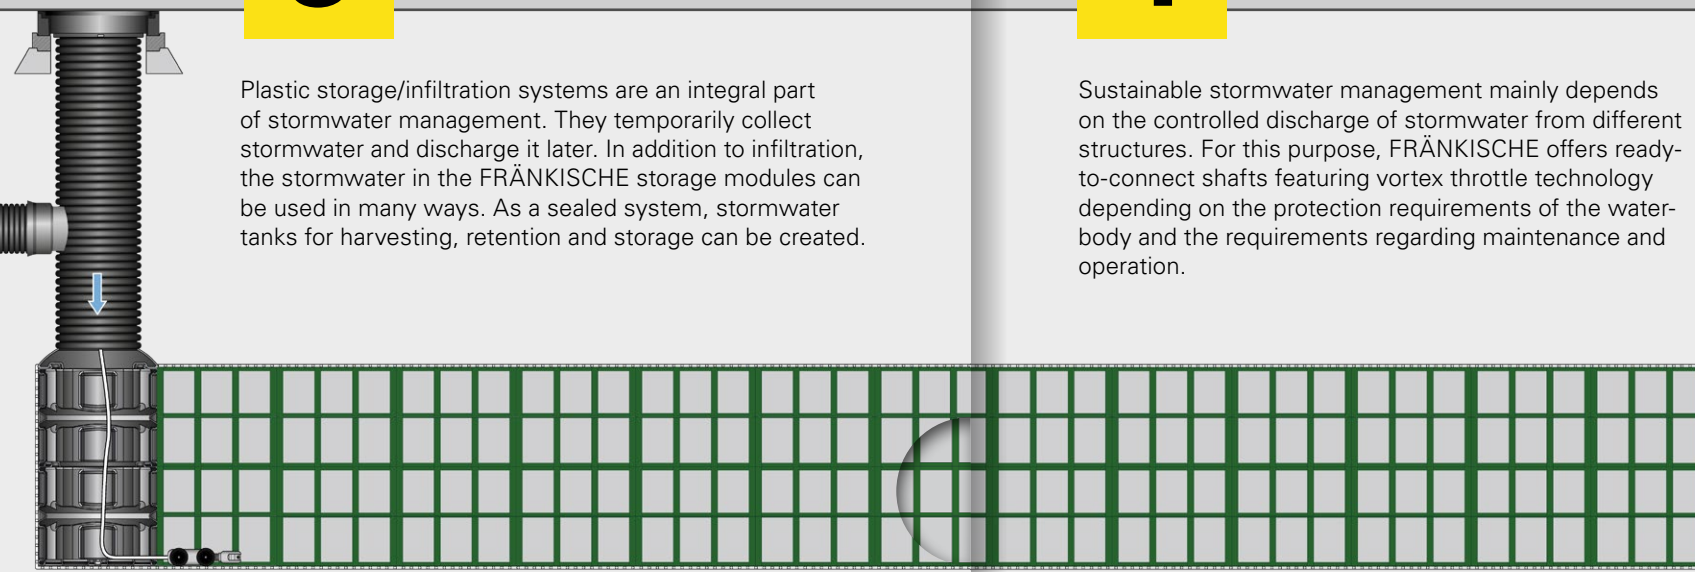 Plastic storage/infiltration systems are an integral part
of stormwater management. They temporarily collect
stormwater and discharge it later. In addition to infiltration,
the stormwater in the FRÄNKISCHE storage modules can
be used in many ways. As a sealed system, stormwater
tanks for harvesting, retention and storage can be created.
Sustainable stormwater management mainly depends
on the controlled discharge of stormwater from different
structures. For this purpose, FRÄNKISCHE offers ready-
to-connect shafts featuring vortex throttle technology
depending on the protection requirements of the water-
body and the requirements regarding maintenance and
operation.